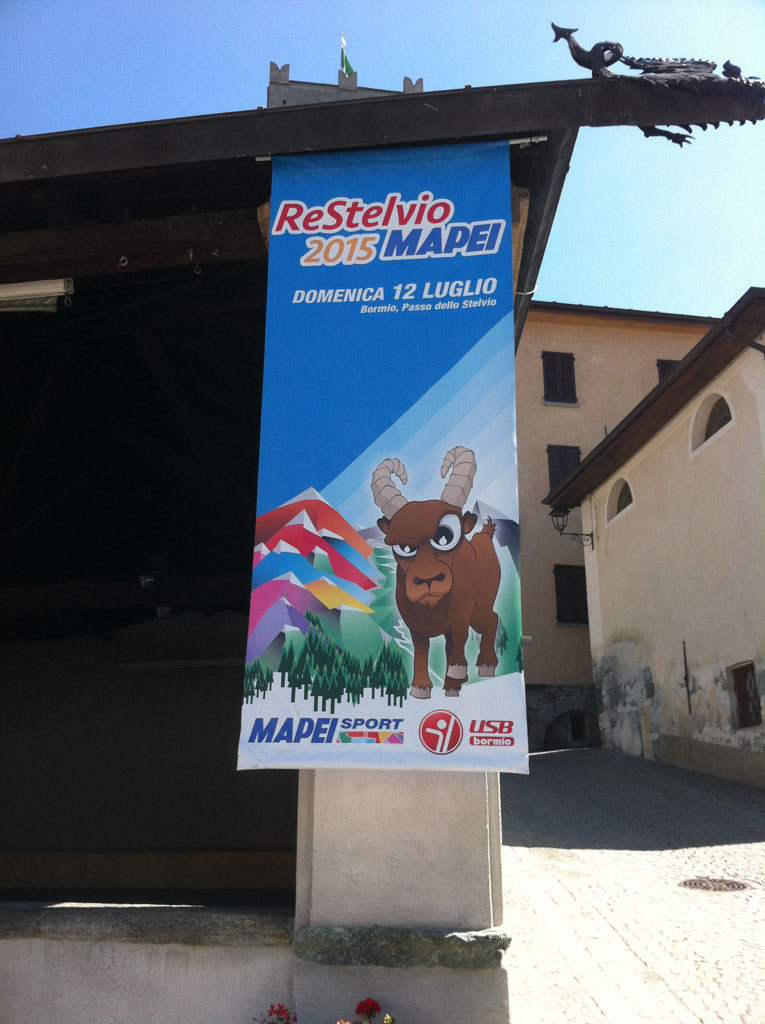 ReStelvio
2015 MAPEI
DOMENICA 12 LUGLIO
Bormio, Passo dello Stelvio
MAPEI SPORT
USB
bormio